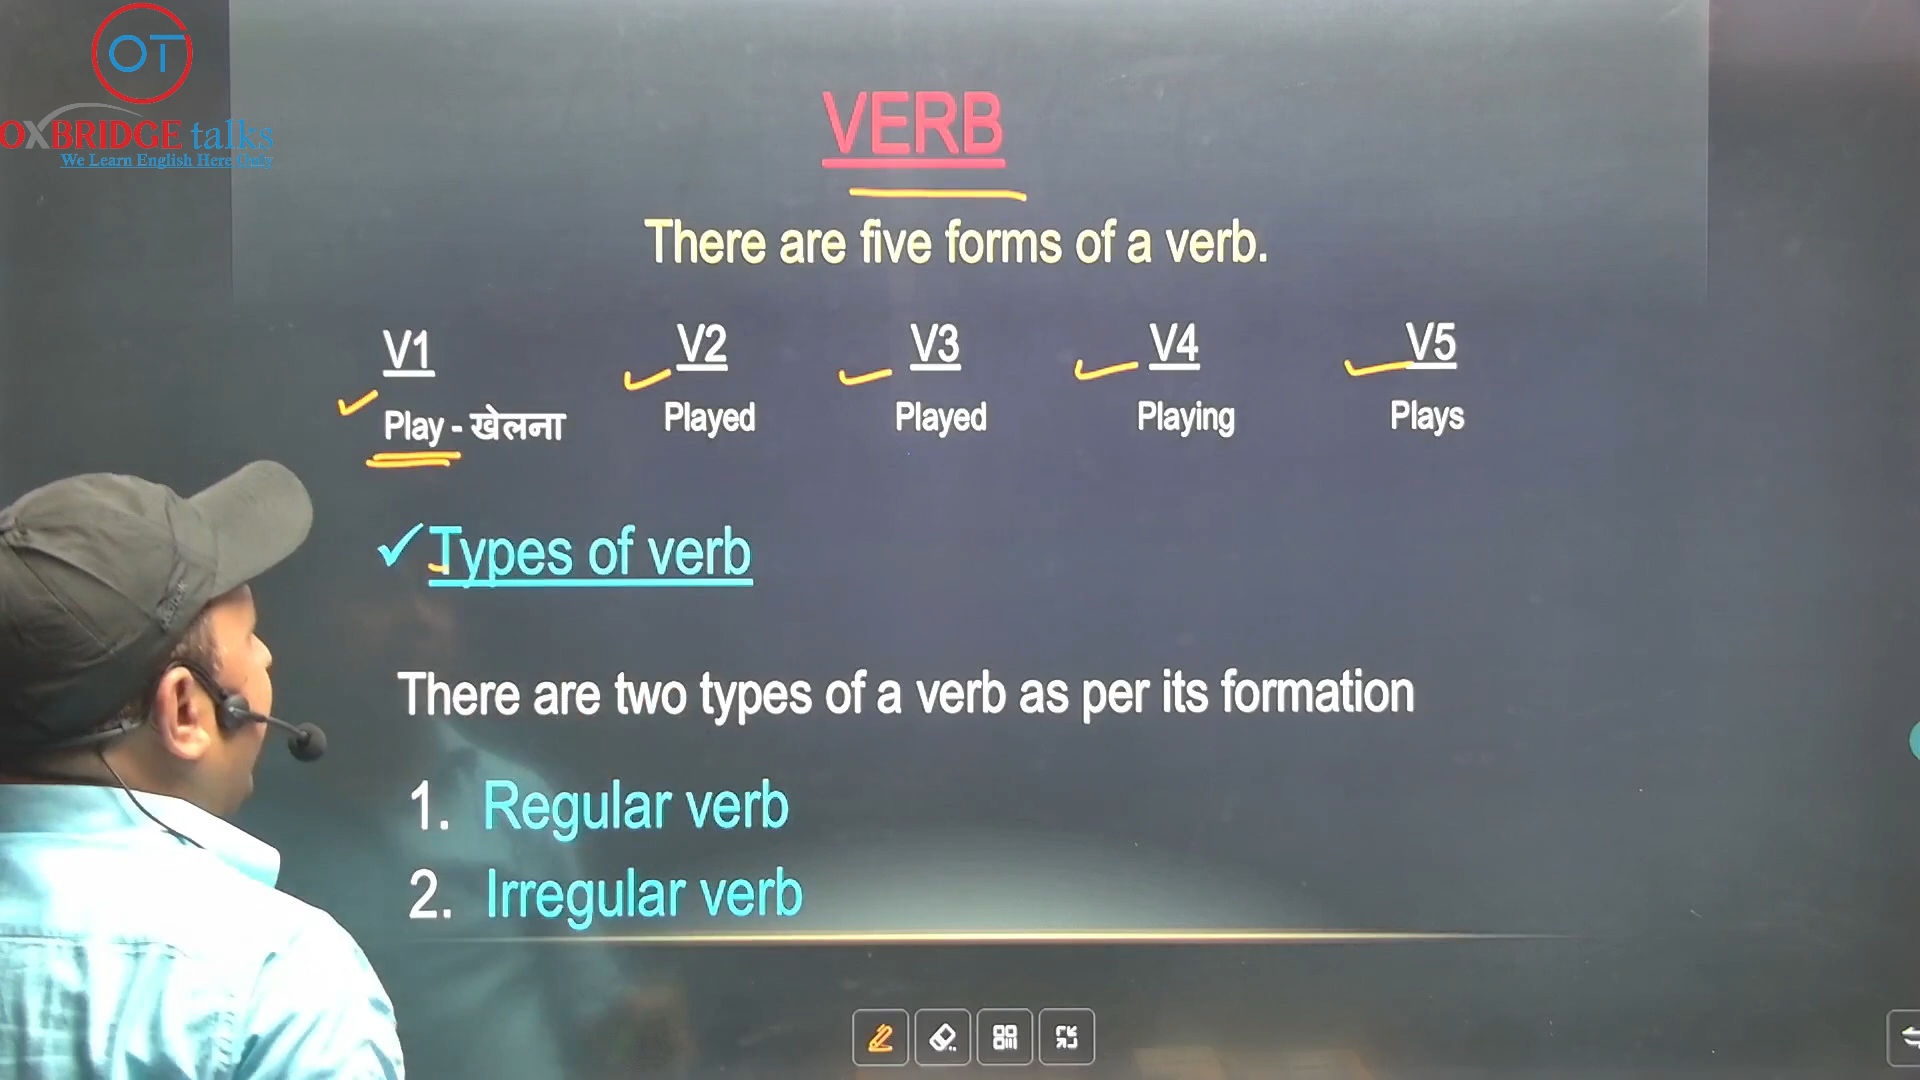 OT
OXBRIDGE talks
We Learn English Here Only
VERB
There are five forms of a verb.
V1 V2 V3 V4 V5
Play - खेलना Played Played Playing Plays
✓ Types of verb
There are two types of a verb as per its formation
1. Regular verb
2. Irregular verb